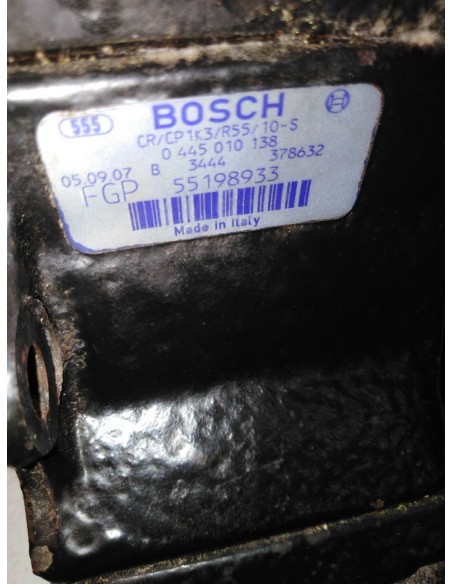 555 BOSCH
CR/CP1K3/R55/10-S
0 445 010 138
05.09.07 B 3444 378632
FGP 55198933
Made in Italy